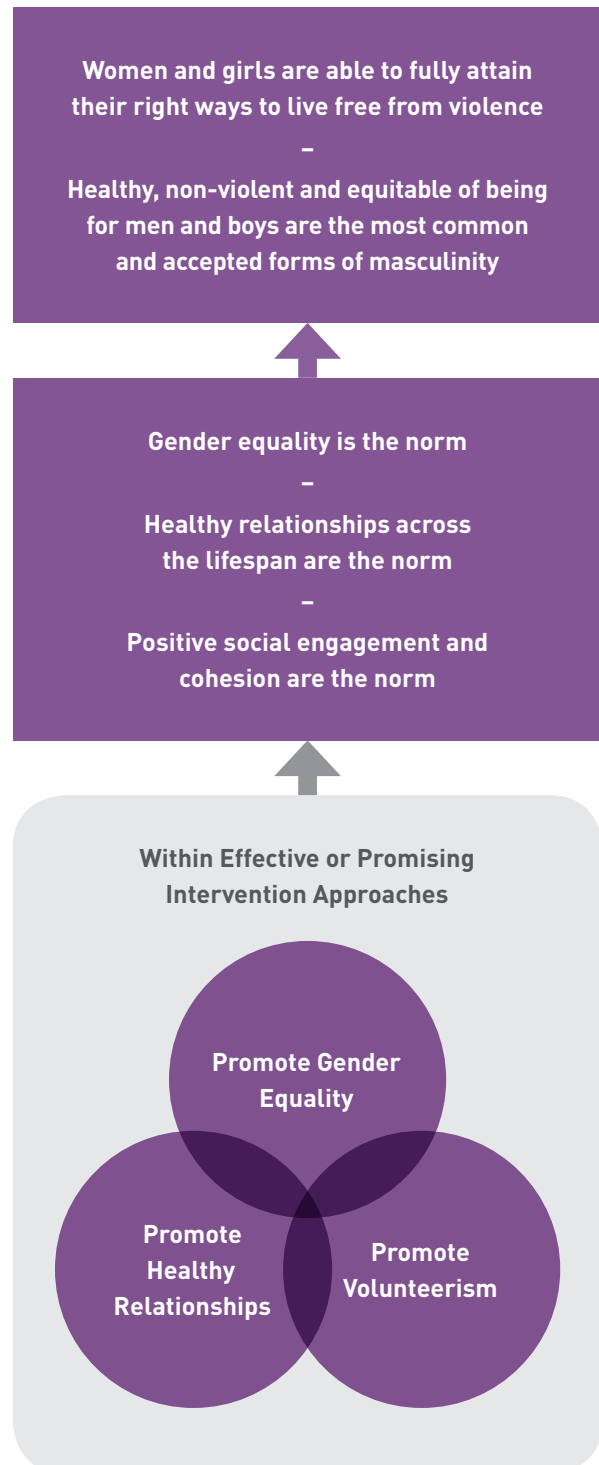 Women and girls are able to fully attain
their right ways to live free from violence
–
Healthy, non-violent and equitable of being
for men and boys are the most common
and accepted forms of masculinity
Gender equality is the norm
–
Healthy relationships across
the lifespan are the norm
–
Positive social engagement and
cohesion are the norm
Within Effective or Promising
Intervention Approaches
Promote Gender
Equality
Promote
Healthy
Relationships
Promote
Volunteerism